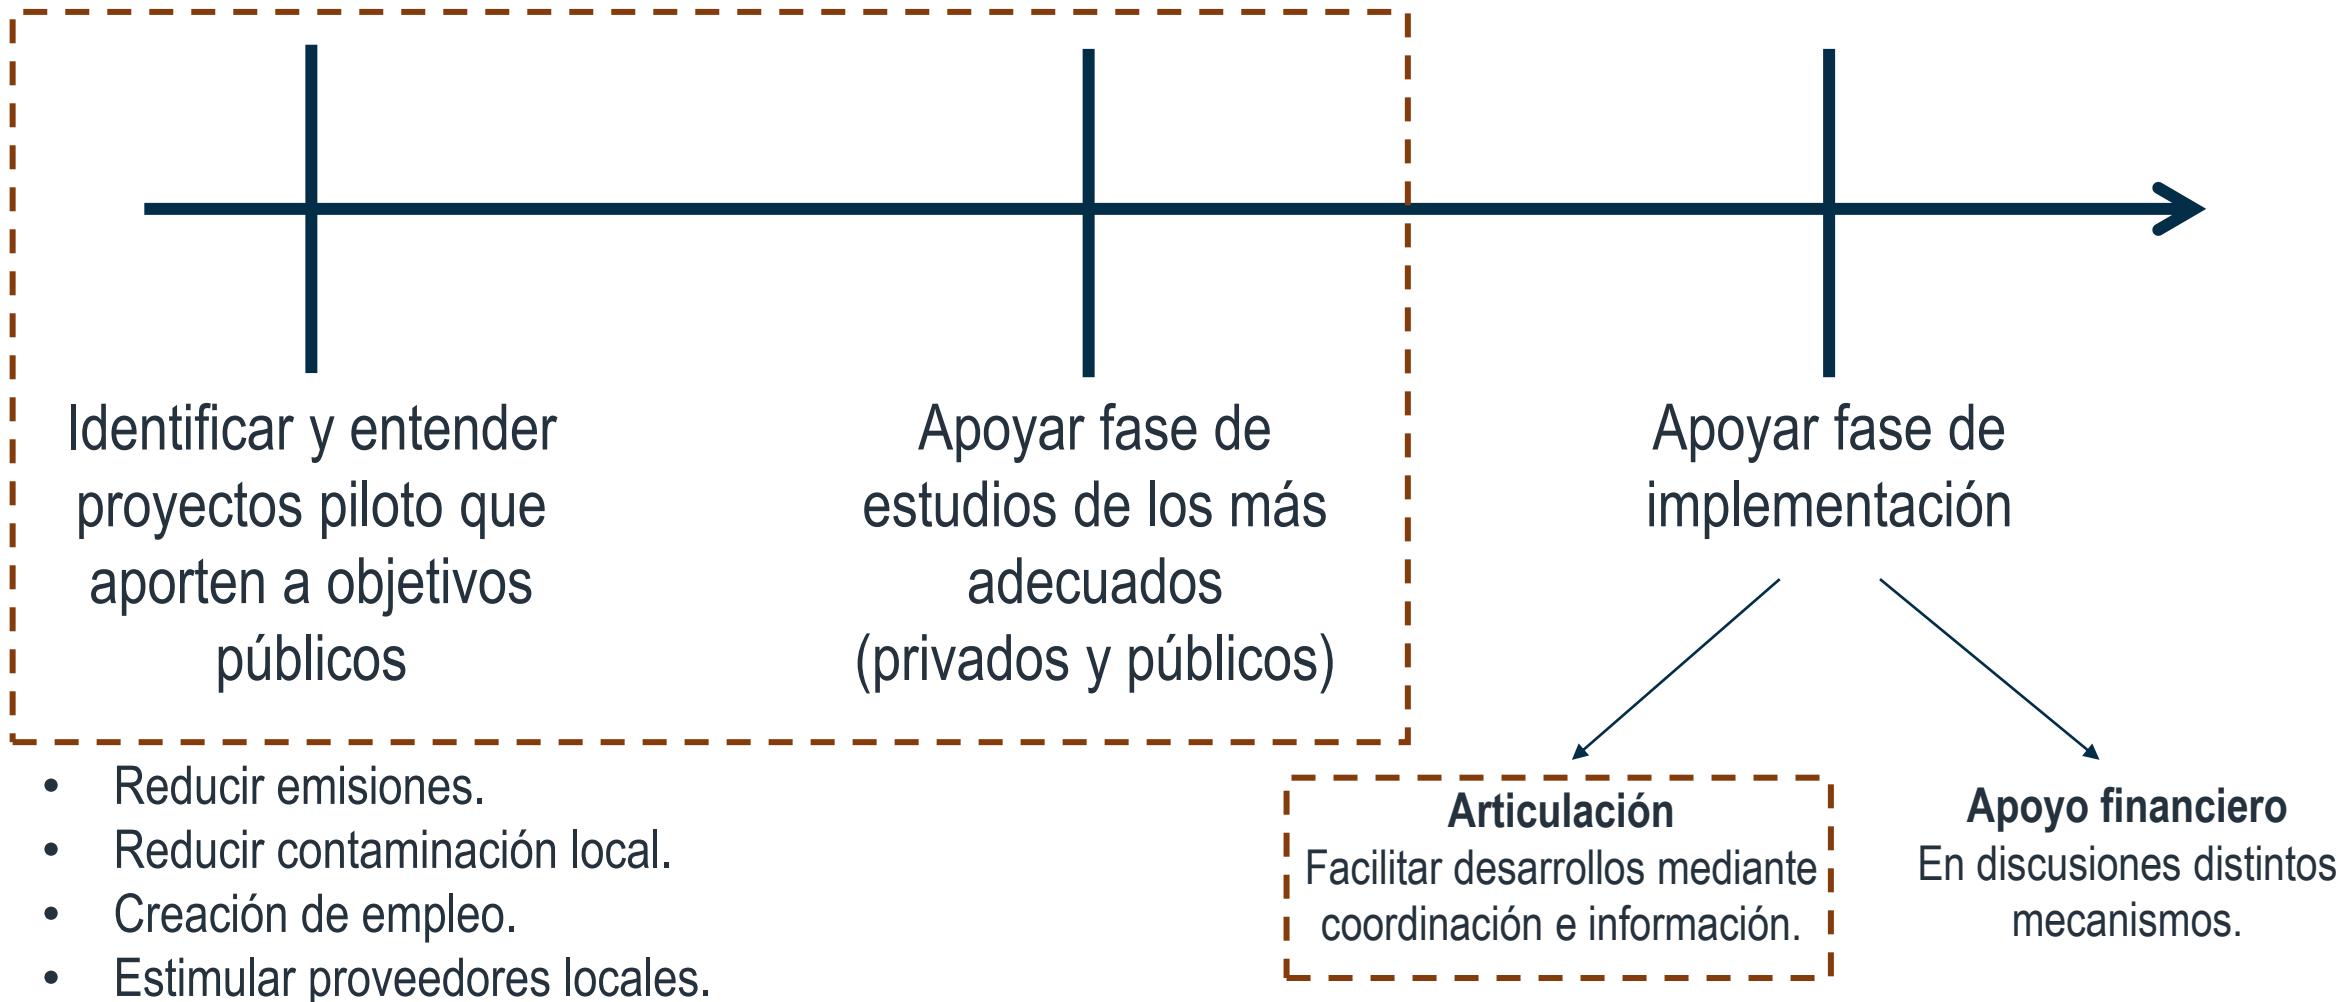 Identificar y entender
proyectos piloto que
aporten a objetivos
públicos
Apoyar fase de
estudios de los más
adecuados
(privados y públicos)
Apoyar fase de
implementación
• Reducir emisiones.
• Reducir contaminación local.
• Creación de empleo.
• Estimular proveedores locales.
Articulación
Facilitar desarrollos mediante
coordinación e información.
Apoyo financiero
En discusiones distintos
mecanismos.